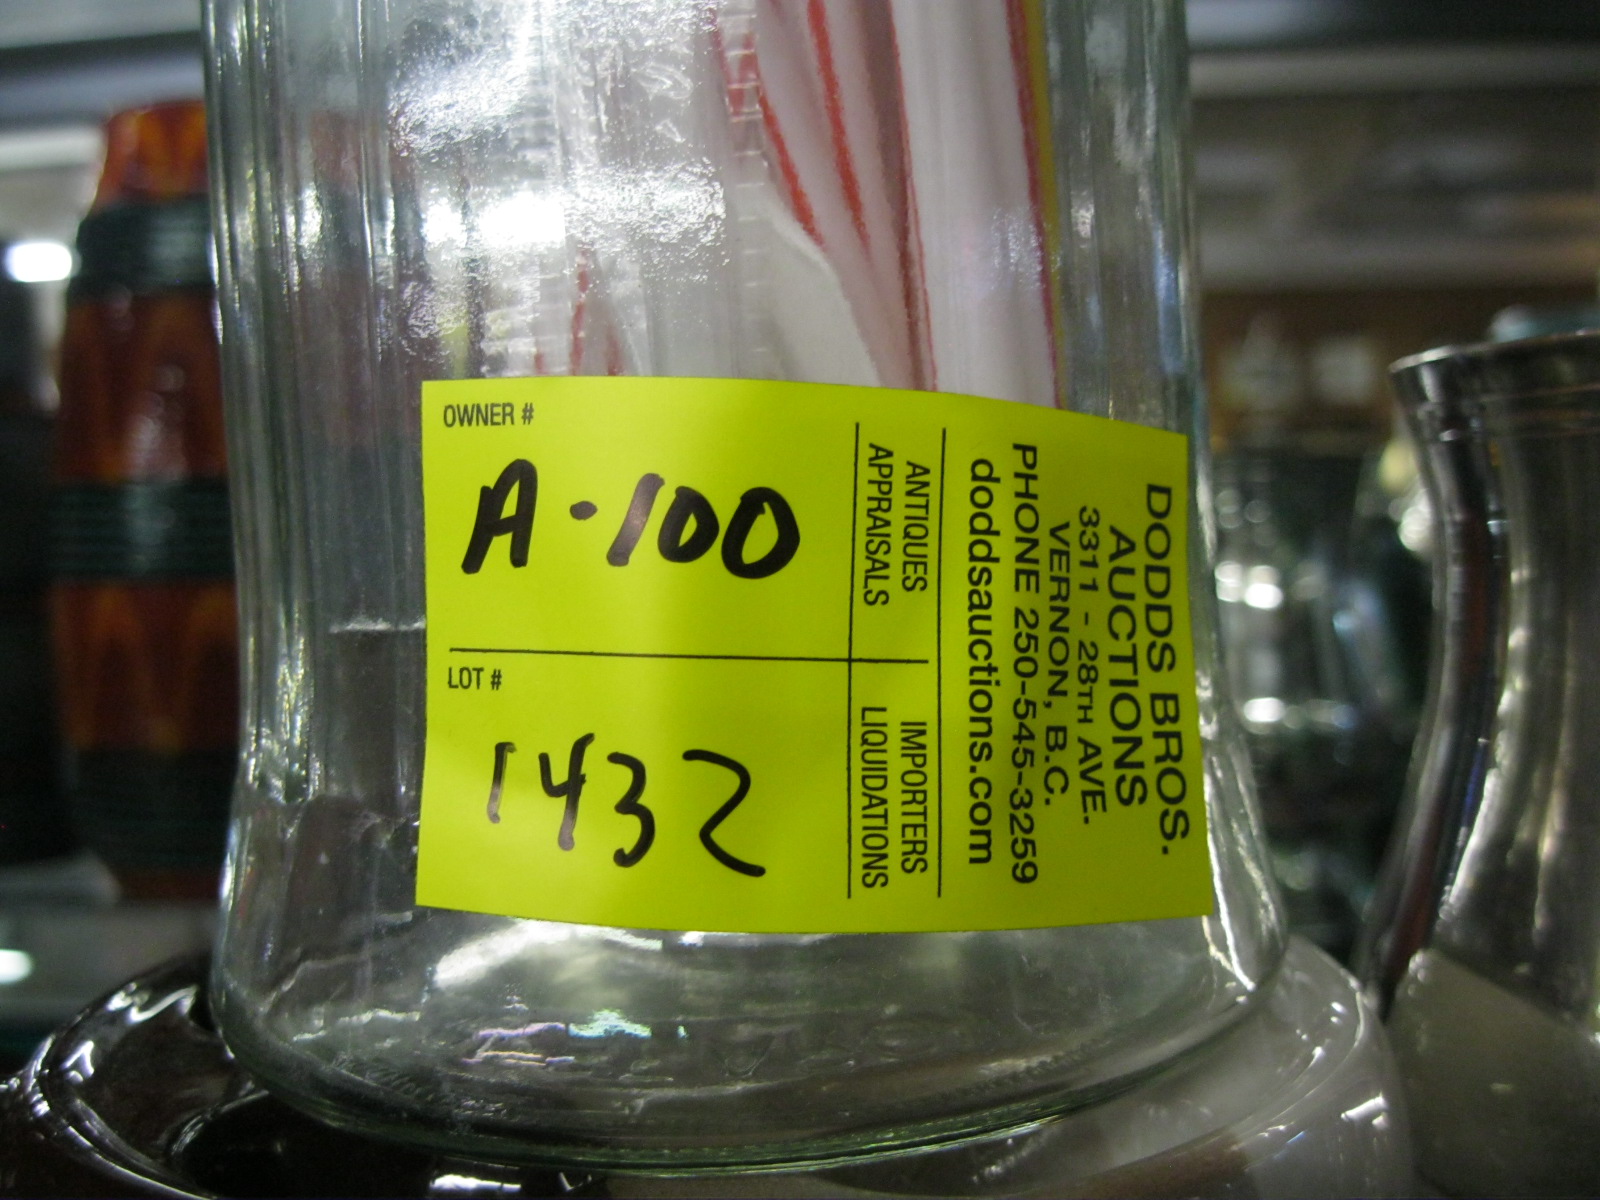 OWNER #
A-100
LOT #
1432
ANTIQUES
APPRAISALS
IMPORTERS
LIQUIDATIONS
DODDS BROS.
AUCTIONS
3311 - 28TH AVE.
VERNON, B.C.
PHONE 250-545-3259
doddsauctions.com